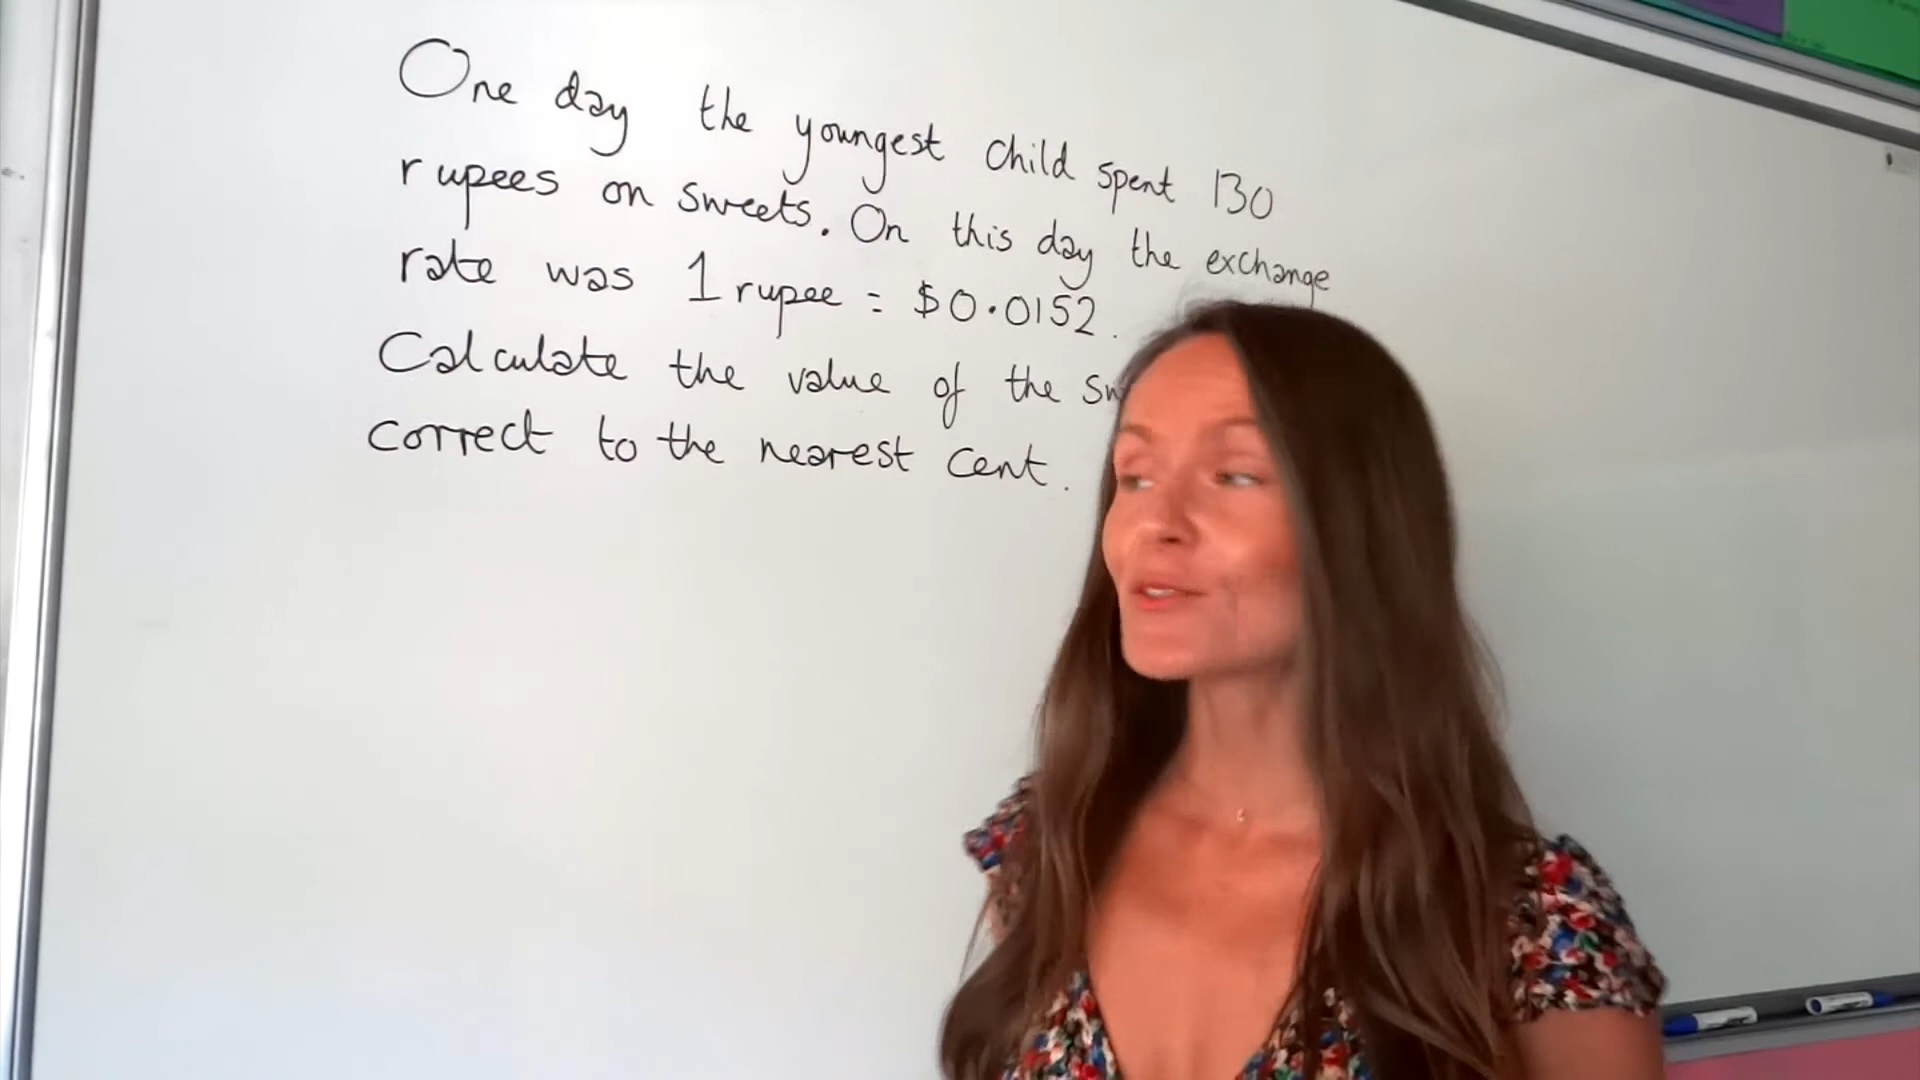 One day the youngest child spent 130
rupees on sweets. On this day the exchange
rate was 1 rupee = $0.0152.
Calculate the value of the
correct to the nearest cent.